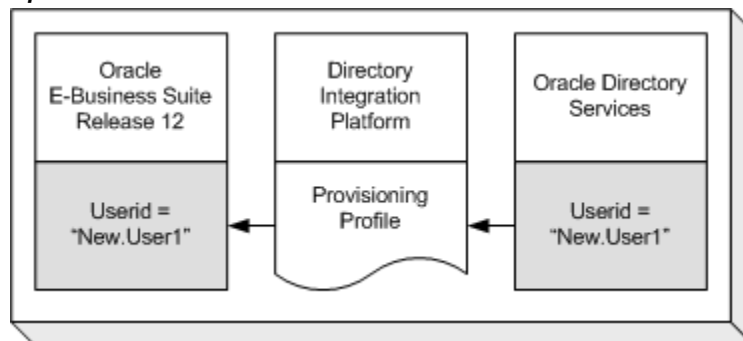 Oracle
E-Business Suite
Release 12
Directory
Integration
Platform
Oracle Directory
Services
Userid =
"New.User1"
Provisioning
Profile
Userid =
"New.User1"